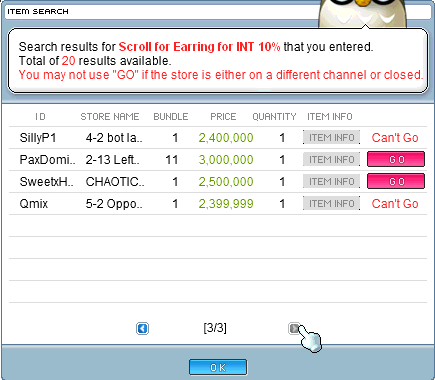 ITEM SEARCH
Search results for Scroll for Earring for INT 10% that you entered.
Total of 20 results available.
You may not use "GO" if the store is either on a different channel or closed.
ID STORE NAME BUNDLE PRICE QUANTITY ITEM INFO
SillyP1 4-2 bot la.. 1 2,400,000 1 ITEM INFO Can't Go
PaxDomi.. 2-13 Left.. 11 3,000,000 1 ITEM INFO GO
SweetxH.. CHAOTIC.. 1 2,500,000 1 ITEM INFO GO
Qmix 5-2 Oppo.. 1 2,399,999 1 ITEM INFO Can't Go
[3/3]
OK